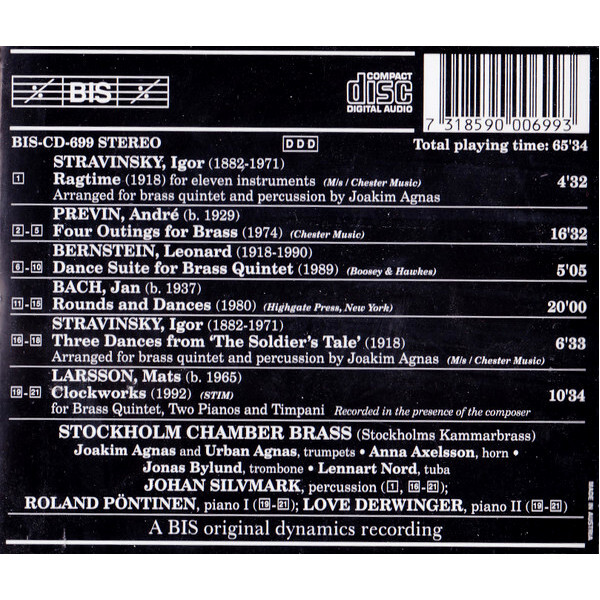 BIS
COMPACT
disc
DIGITAL AUDIO
7 318590 006993
BIS-CD-699 STEREO
DDD
Total playing time: 65'34
STRAVINSKY, Igor (1882-1971)
1 Ragtime (1918) for eleven instruments (M/s / Chester Music) 4'32
Arranged for brass quintet and percussion by Joakim Agnas
PREVIN, André (b. 1929)
2-5 Four Outings for Brass (1974) (Chester Music) 16'32
BERNSTEIN, Leonard (1918-1990)
6-10 Dance Suite for Brass Quintet (1989) (Boosey & Hawkes) 5'05
BACH, Jan (b. 1937)
11-15 Rounds and Dances (1980) (Highgate Press, New York) 20'00
STRAVINSKY, Igor (1882-1971)
16-18 Three Dances from ‘The Soldier's Tale’ (1918) 6'33
Arranged for brass quintet and percussion by Joakim Agnas (M/s / Chester Music)
LARSSON, Mats (b. 1965)
19-21 Clockworks (1992) (STIM) 10'34
for Brass Quintet, Two Pianos and Timpani Recorded in the presence of the composer
STOCKHOLM CHAMBER BRASS (Stockholms Kammarbrass)
Joakim Agnas and Urban Agnas, trumpets • Anna Axelsson, horn •
Jonas Bylund, trombone • Lennart Nord, tuba
JOHAN SILVMARK, percussion (1, 16-21);
ROLAND PÖNTINEN, piano I (19-21); LOVE DERWINGER, piano II (19-21)
A BIS original dynamics recording
MADE IN AUSTRIA